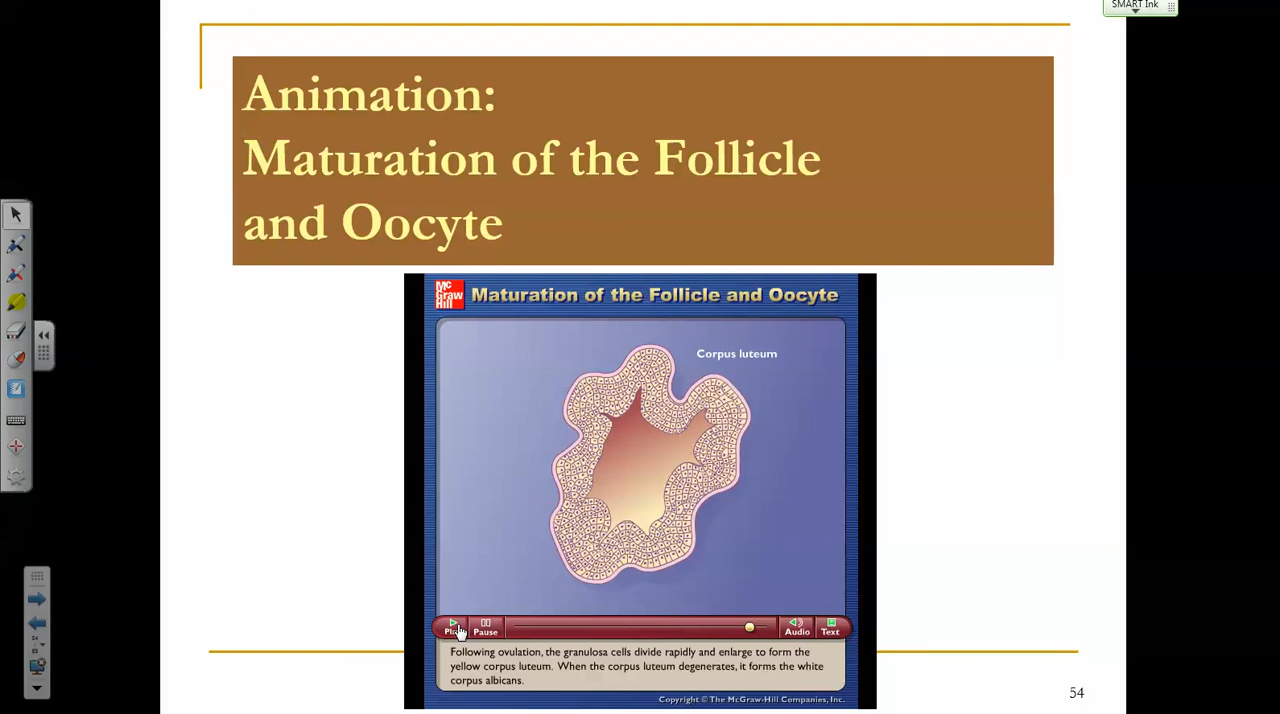 SMART Ink
Animation:
Maturation of the Follicle
and Oocyte
Mc
Graw
Hill
Maturation of the Follicle and Oocyte
Corpus luteum
Pause
Audio
Text
Following ovulation, the granulosa cells divide rapidly and enlarge to form the
yellow corpus luteum. When the corpus luteum degenerates, it forms the white
corpus albicans.
Copyright © The McGraw-Hill Companies, Inc.
54